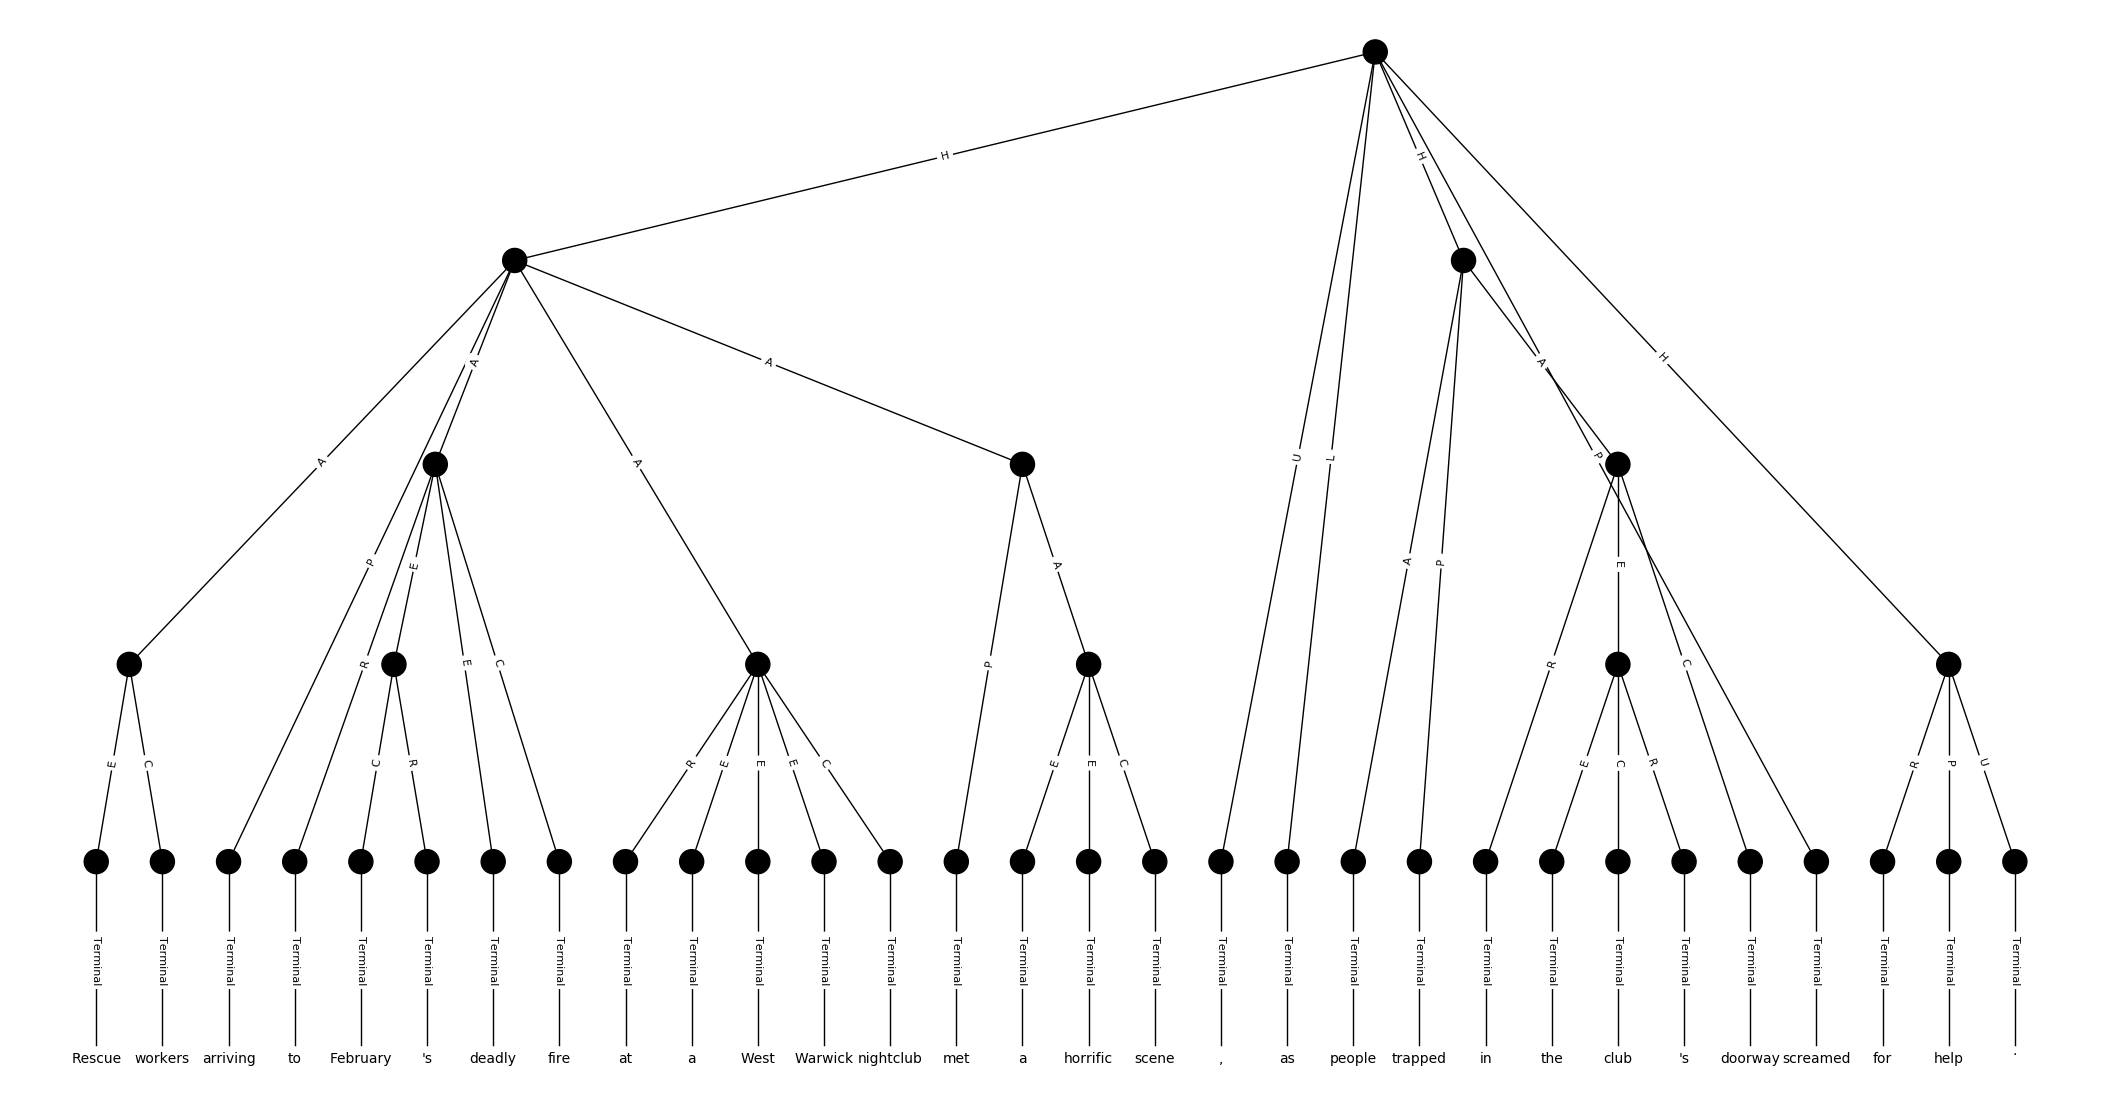 H
H
A
A
A
H
P
A
A
U
L
P
A
P
E
A
A
P
E
R
E
C
P
R
C
E
C
C
R
R
E
E
E
C
E
E
C
E
C
R
R
P
U
Terminal Terminal Terminal Terminal Terminal Terminal Terminal Terminal Terminal Terminal Terminal Terminal Terminal Terminal Terminal Terminal Terminal Terminal Terminal Terminal Terminal Terminal Terminal Terminal Terminal Terminal Terminal Terminal Terminal Terminal
Rescue workers arriving to February 's deadly fire at a West Warwick nightclub met a horrific scene , as people trapped in the club 's doorway screamed for help .